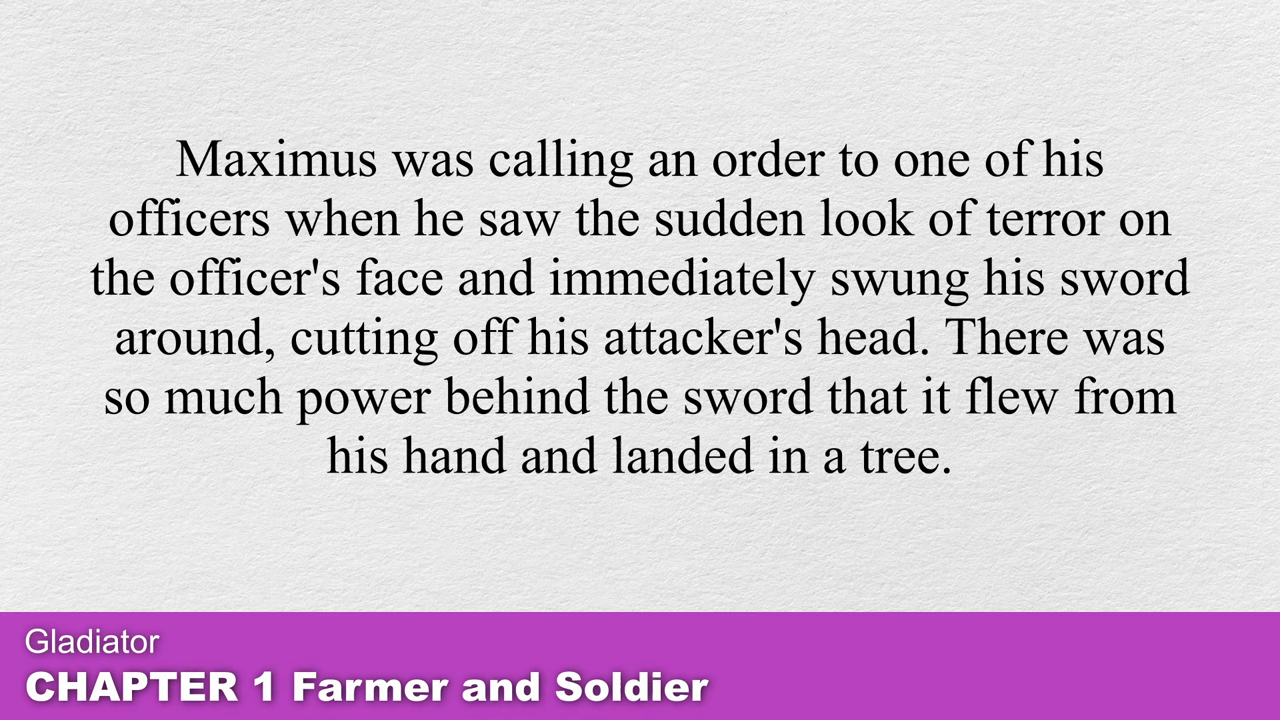 Maximus was calling an order to one of his
officers when he saw the sudden look of terror on
the officer's face and immediately swung his sword
around, cutting off his attacker's head. There was
so much power behind the sword that it flew from
his hand and landed in a tree.
Gladiator
CHAPTER 1 Farmer and Soldier